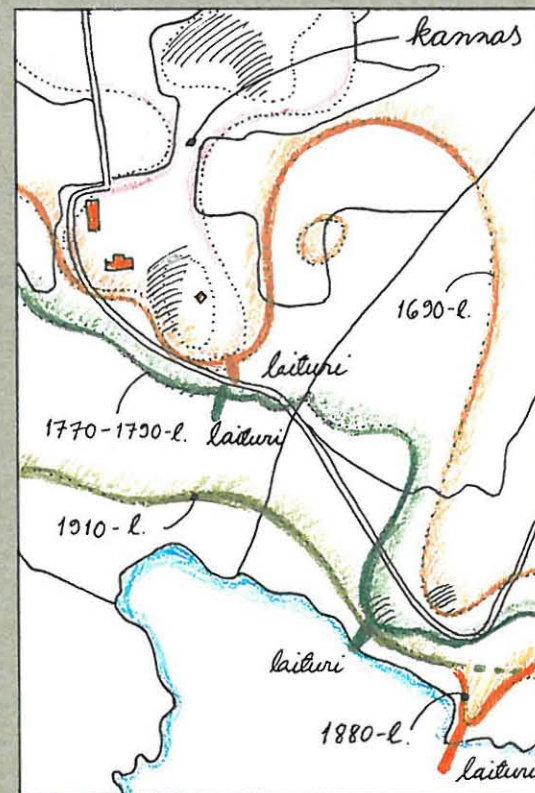 kannas
1690-l.
laituri
1770-1790-l.
laituri
1910-l.
laituri
1880-l.
laituri